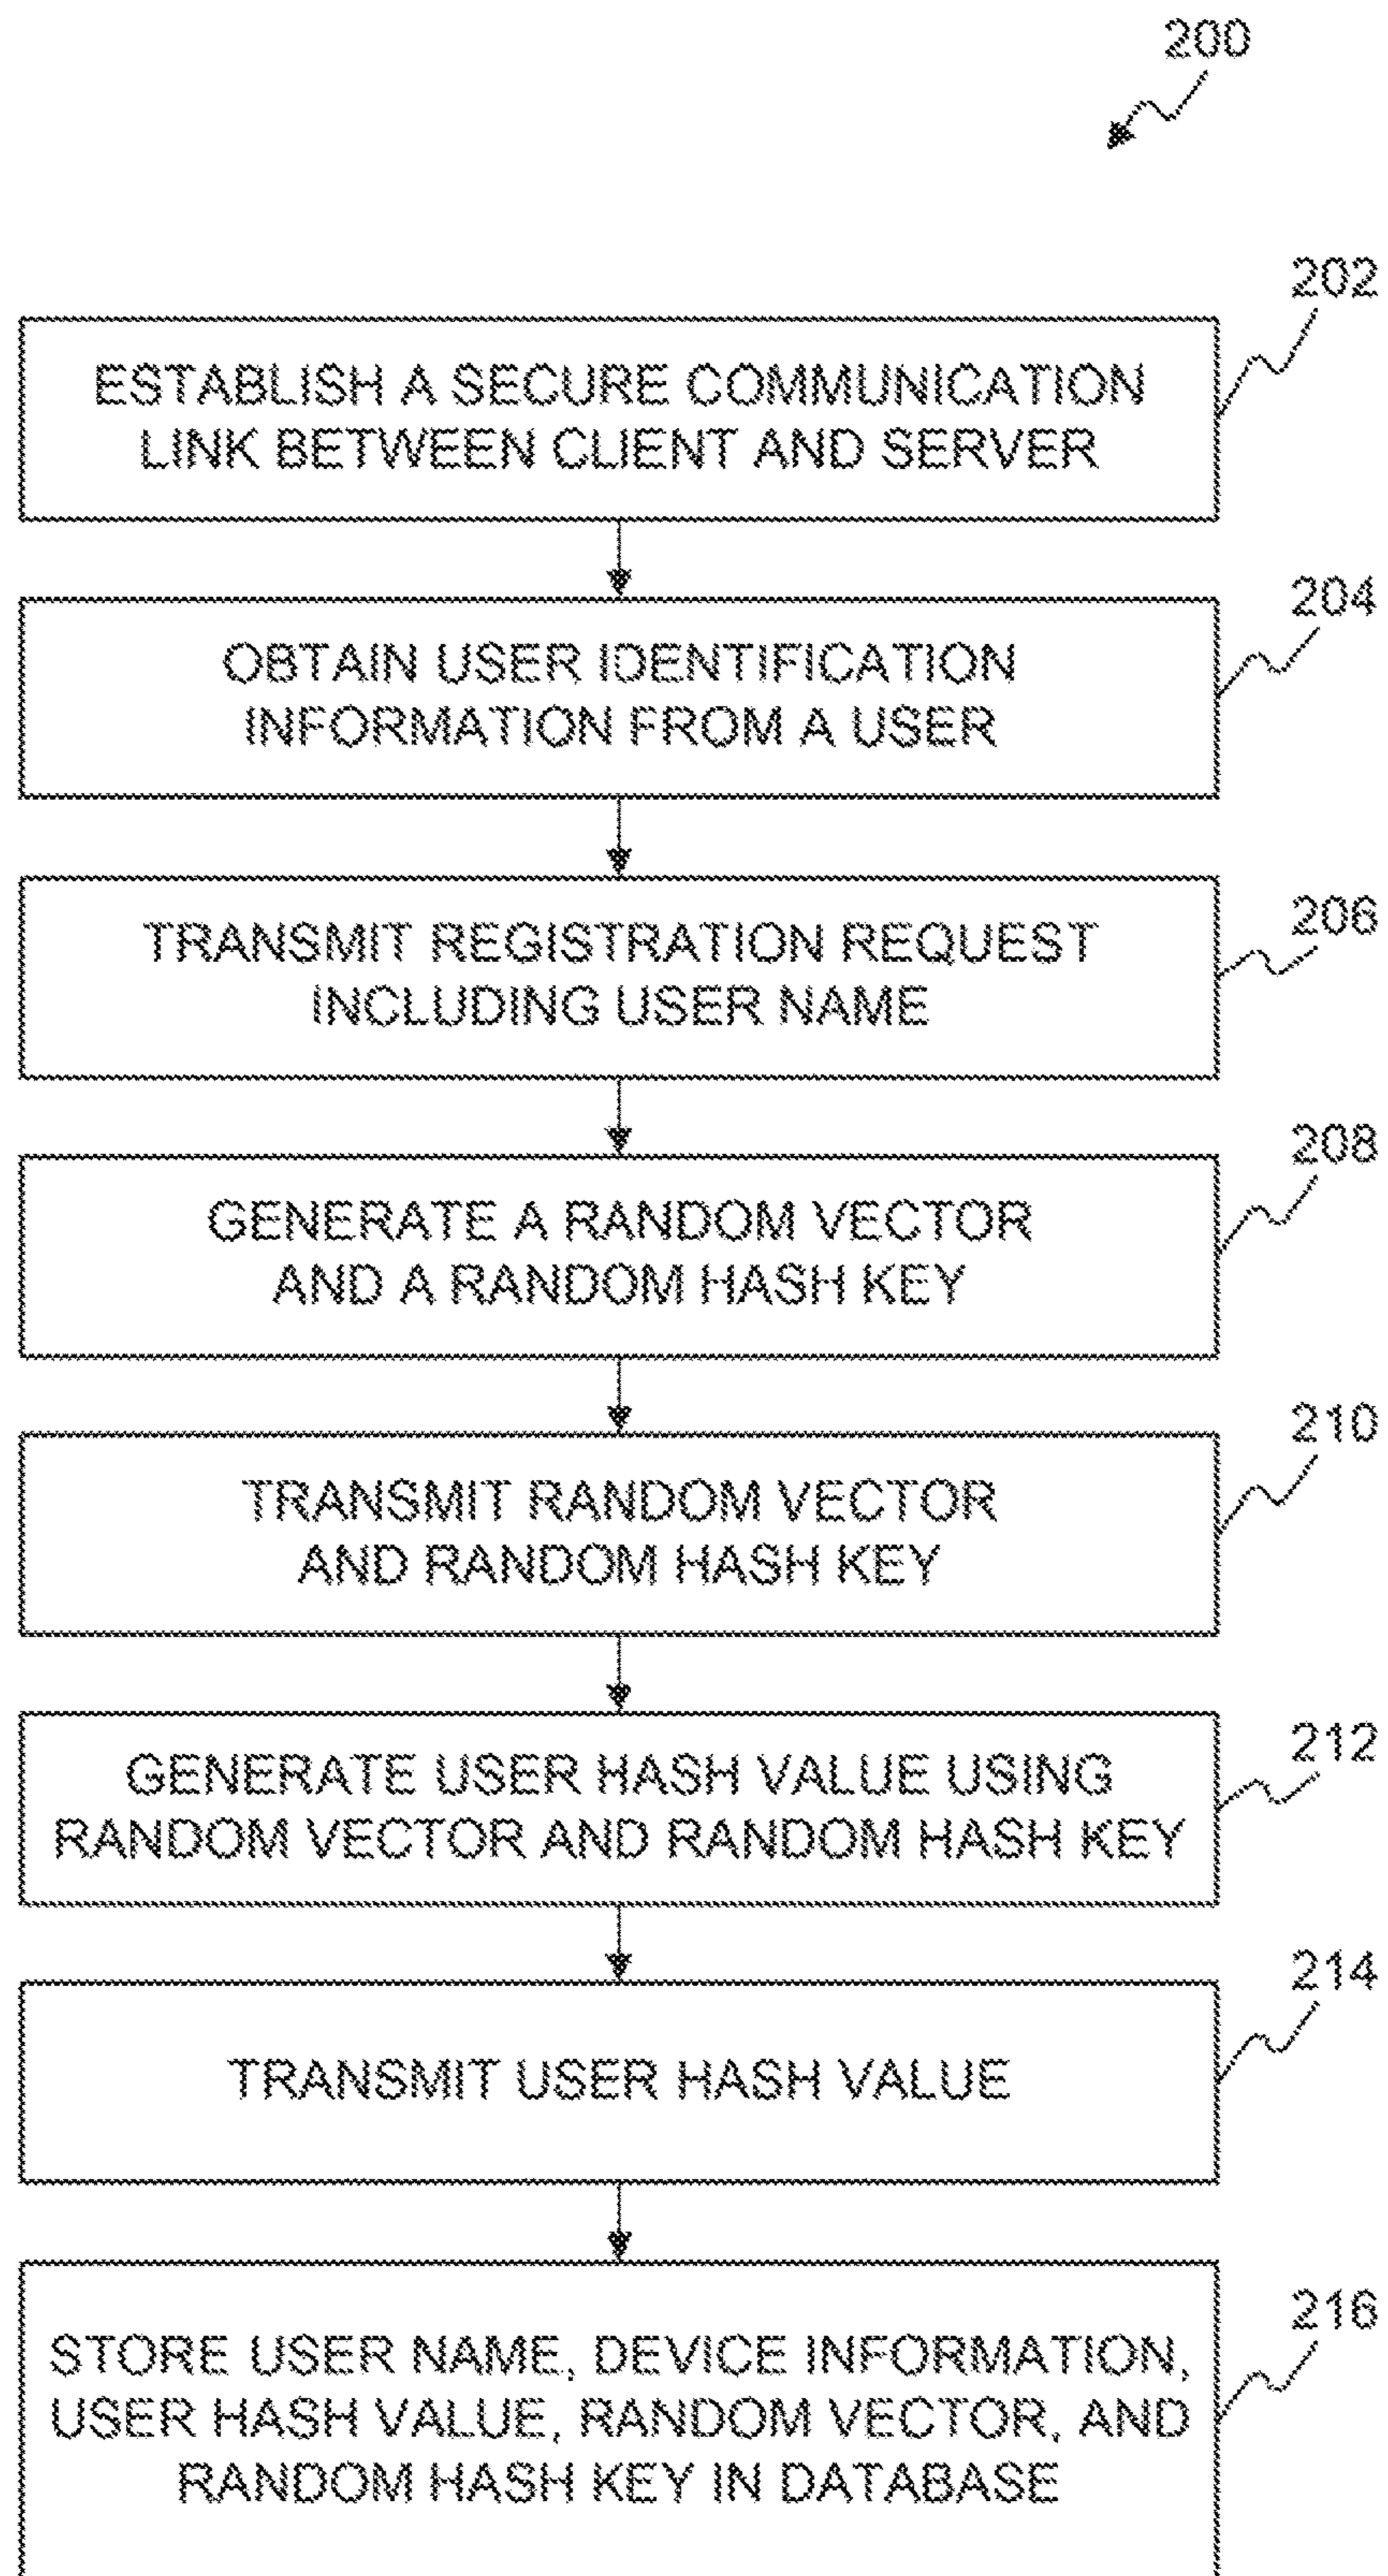 200
202
ESTABLISH A SECURE COMMUNICATION
LINK BETWEEN CLIENT AND SERVER
204
OBTAIN USER IDENTIFICATION
INFORMATION FROM A USER
206
TRANSMIT REGISTRATION REQUEST
INCLUDING USER NAME
208
GENERATE A RANDOM VECTOR
AND A RANDOM HASH KEY
210
TRANSMIT RANDOM VECTOR
AND RANDOM HASH KEY
212
GENERATE USER HASH VALUE USING
RANDOM VECTOR AND RANDOM HASH KEY
214
TRANSMIT USER HASH VALUE
216
STORE USER NAME, DEVICE INFORMATION,
USER HASH VALUE, RANDOM VECTOR, AND
RANDOM HASH KEY IN DATABASE